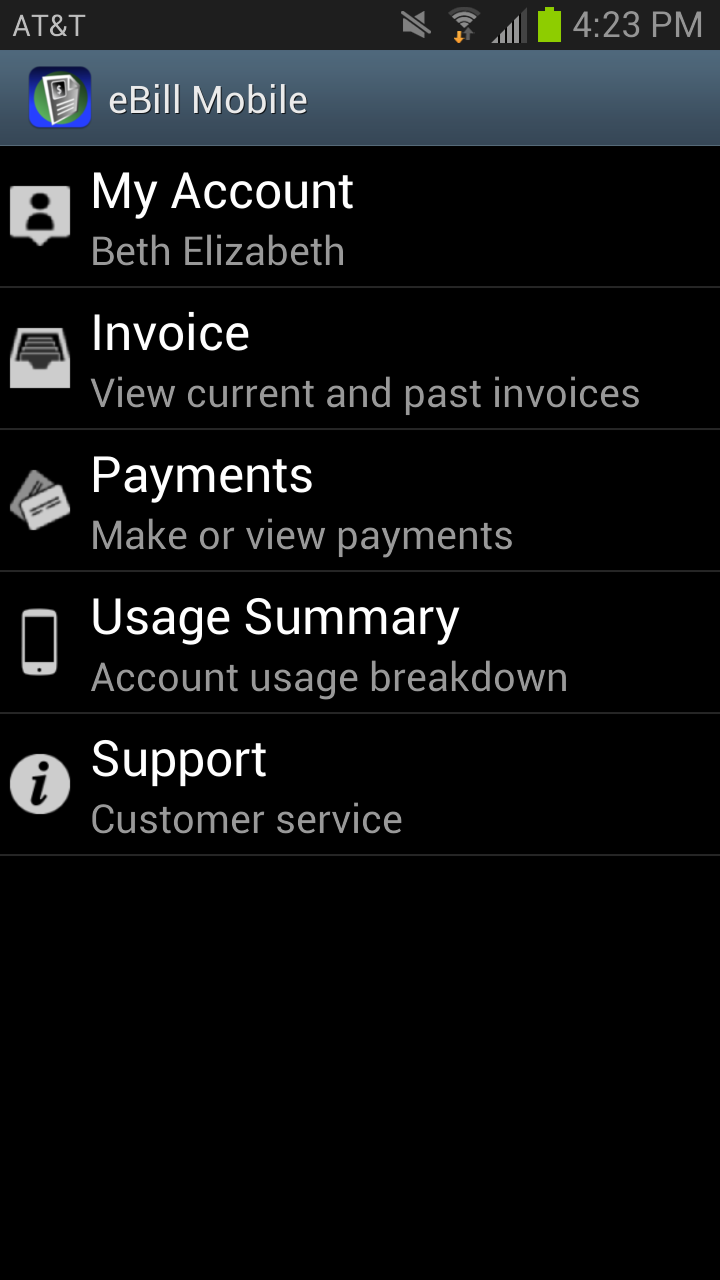 AT&T 4:23 PM
eBill Mobile
My Account
Beth Elizabeth
Invoice
View current and past invoices
Payments
Make or view payments
Usage Summary
Account usage breakdown
Support
Customer service